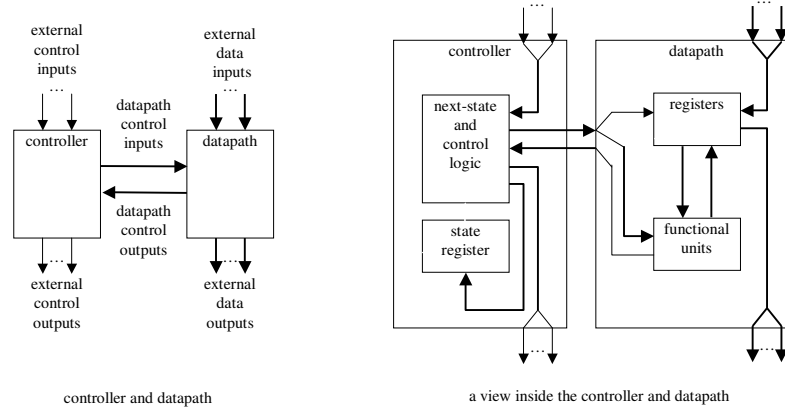 external
control
inputs
...
external
data
inputs
...
datapath
control
inputs
controller
datapath
datapath
control
outputs
...
...
external
control
outputs
external
data
outputs
controller and datapath
...
...
controller
datapath
next-state
and
control
logic
registers
state
register
functional
units
...
...
a view inside the controller and datapath